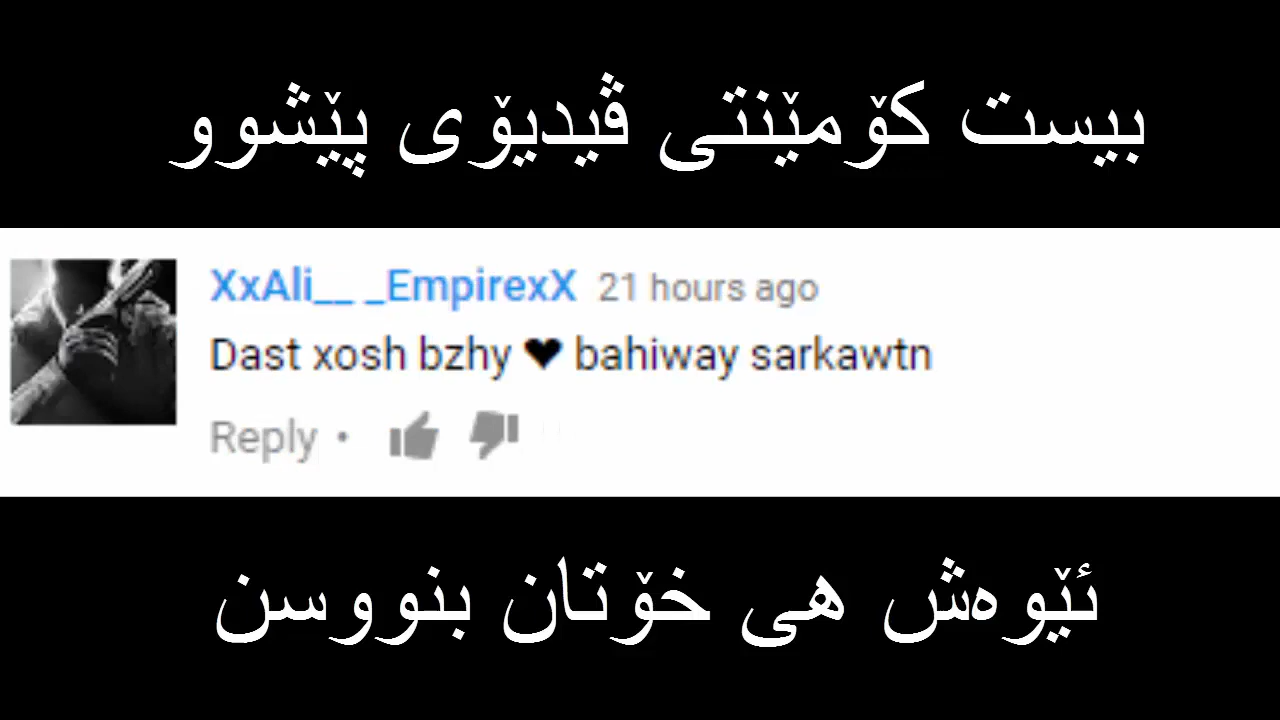 بیست کۆمێنتی ڤیدیۆی پێشوو
XxAli__ _EmpirexX 21 hours ago
Dast xosh bzhy ❤ bahiway sarkawtn
Reply •
ئێوەش هی خۆتان بنووسن